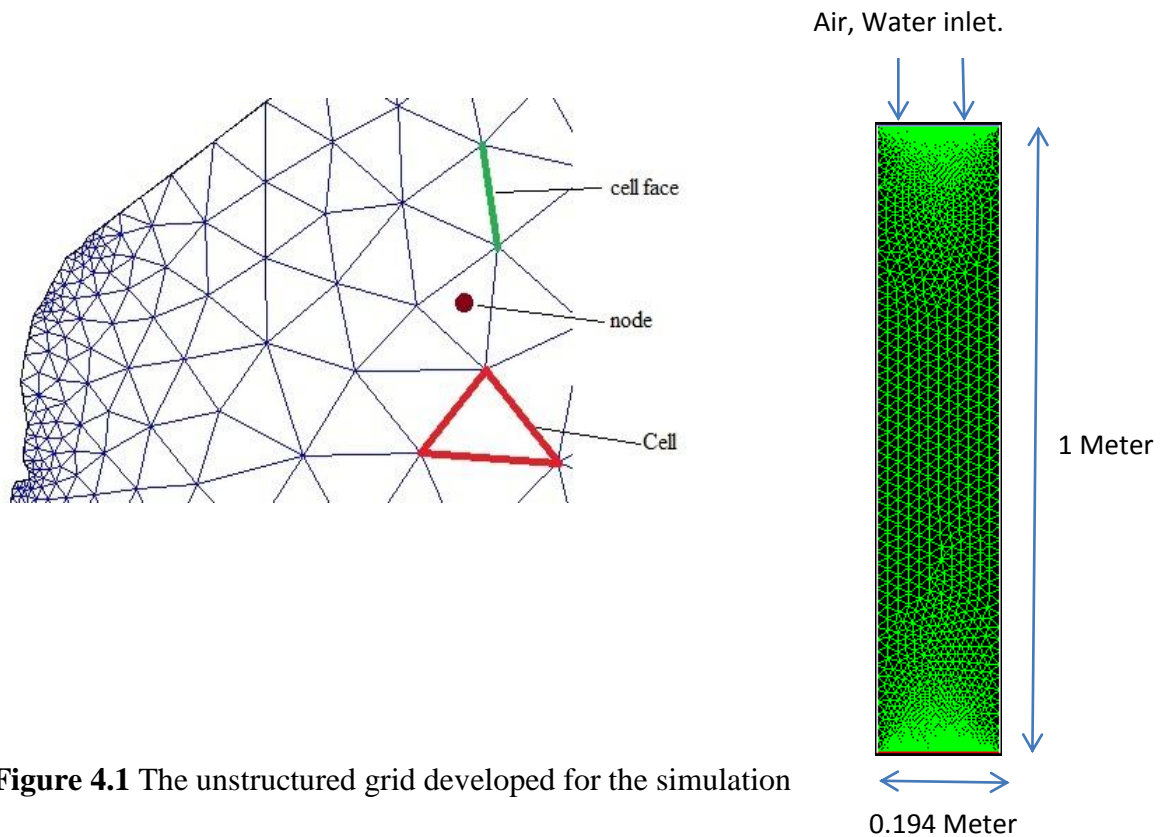 Air, Water inlet.
cell face
node
Cell
1 Meter
Figure 4.1 The unstructured grid developed for the simulation
0.194 Meter